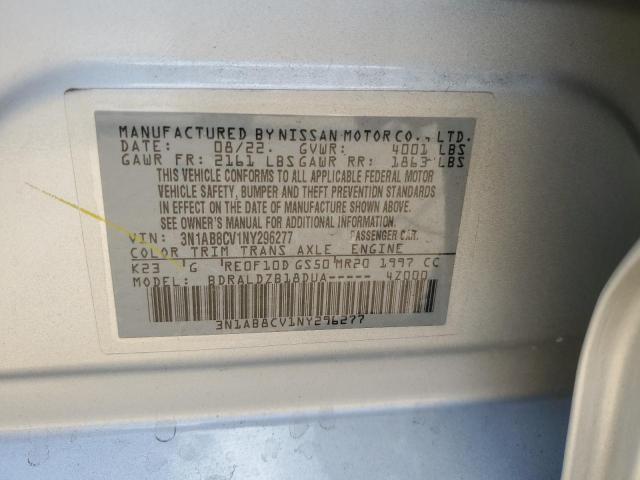 MANUFACTURED BY NISSAN MOTOR CO., LTD.
DATE: 08/22. GVWR: 4001 LBS
GAWR FR: 2161 LBS GAWR RR: 1863 LBS
THIS VEHICLE CONFORMS TO ALL APPLICABLE FEDERAL MOTOR
VEHICLE SAFETY, BUMPER AND THEFT PREVENTION STANDARDS
IN EFFECT ON THE DATE OF MANUFACTURE SHOWN ABOVE.
SEE OWNER'S MANUAL FOR ADDITIONAL INFORMATION.
VIN: 3N1AB8CV1NY296277 PASSENGER CAR
COLOR TRIM TRANS AXLE ENGINE
K23 G RE0F10D GS50 MR20 1997 CC
MODEL: BDRALDZB18DUA----- 4Z000
3N1AB8CV1NY296277